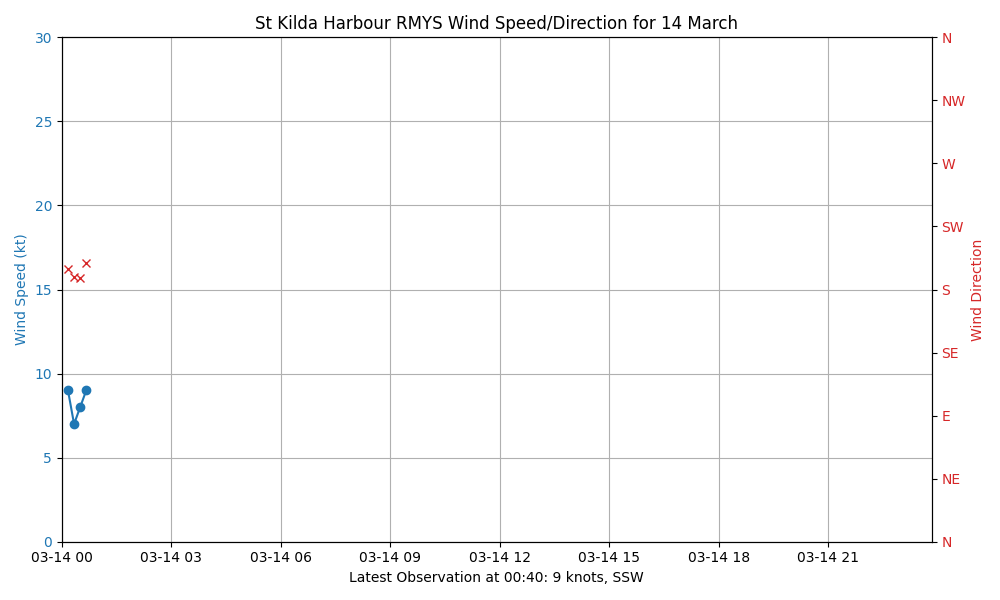 St Kilda Harbour RMYS Wind Speed/Direction for 14 March
Wind Speed (kt)
30
25
20
15
10
5
0
N
NW
W
SW
S
SE
E
NE
N
Wind Direction
03-14 00 03-14 03 03-14 06 03-14 09 03-14 12 03-14 15 03-14 18 03-14 21
Latest Observation at 00:40: 9 knots, SSW